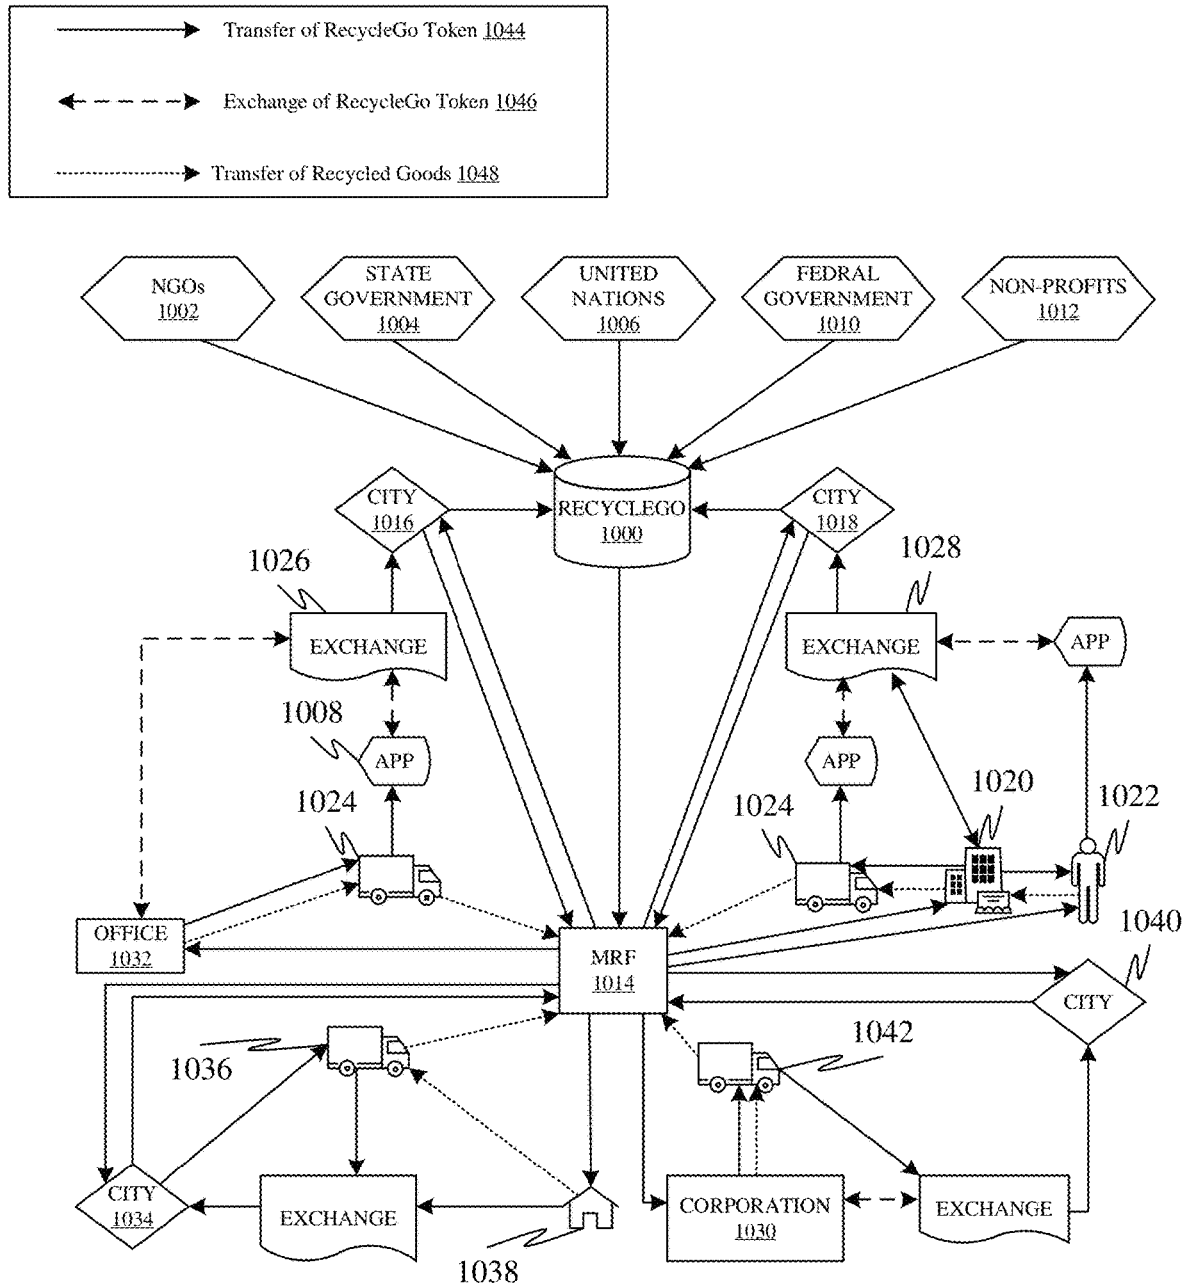 Transfer of RecycleGo Token 1044
Exchange of RecycleGo Token 1046
Transfer of Recycled Goods 1048
NGOs
1002
STATE
GOVERNMENT
1004
UNITED
NATIONS
1006
FEDRAL
GOVERNMENT
1010
NON-PROFITS
1012
CITY
1016
RECYCLEGO
1000
CITY
1018
1026
1028
EXCHANGE
EXCHANGE
APP
1008
APP
APP
1024
1024
1020
1022
OFFICE
1032
MRF
1014
1040
CITY
1036
1042
CITY
1034
EXCHANGE
1038
CORPORATION
1030
EXCHANGE